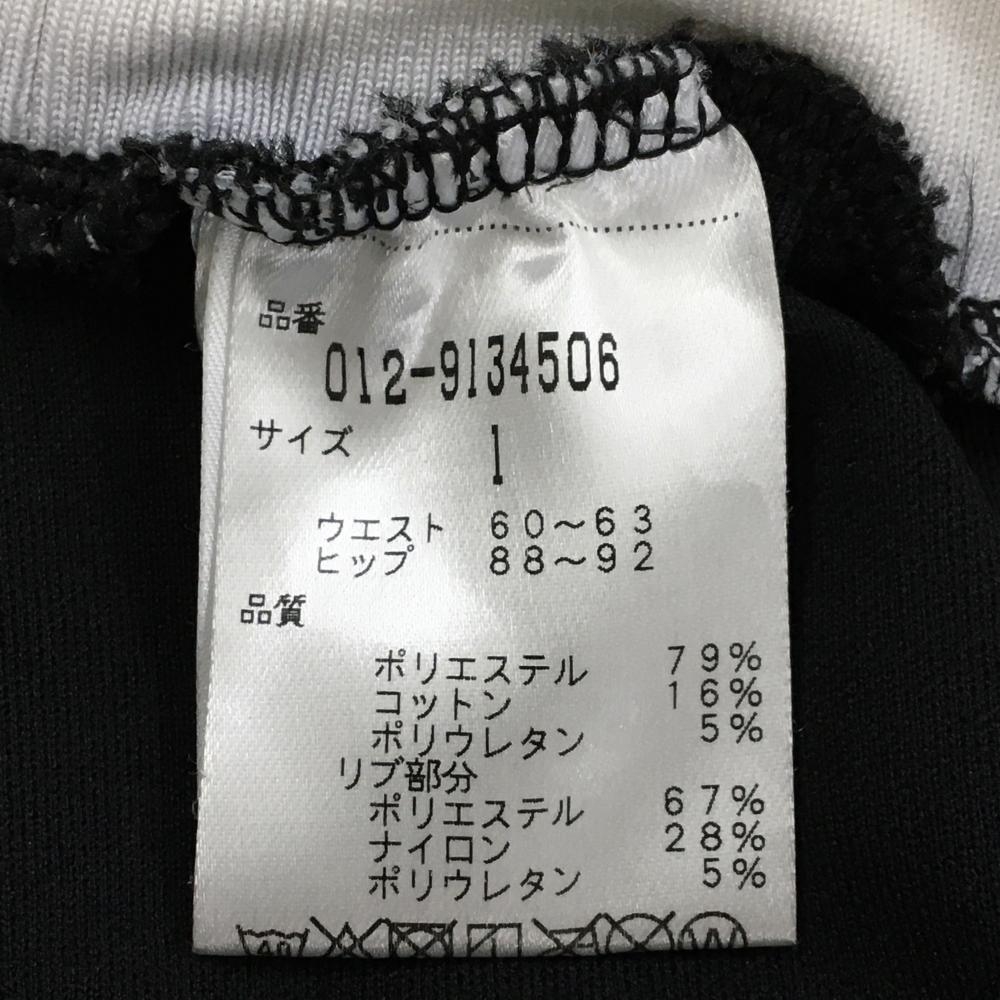 品番
012-9134506
サイズ 1
ウエスト 60～63
ヒップ 88～92
品質
ポリエステル 79%
コットン 16%
ポリウレタン 5%
リブ部分
ポリエステル 67%
ナイロン 28%
ポリウレタン 5%
40 W